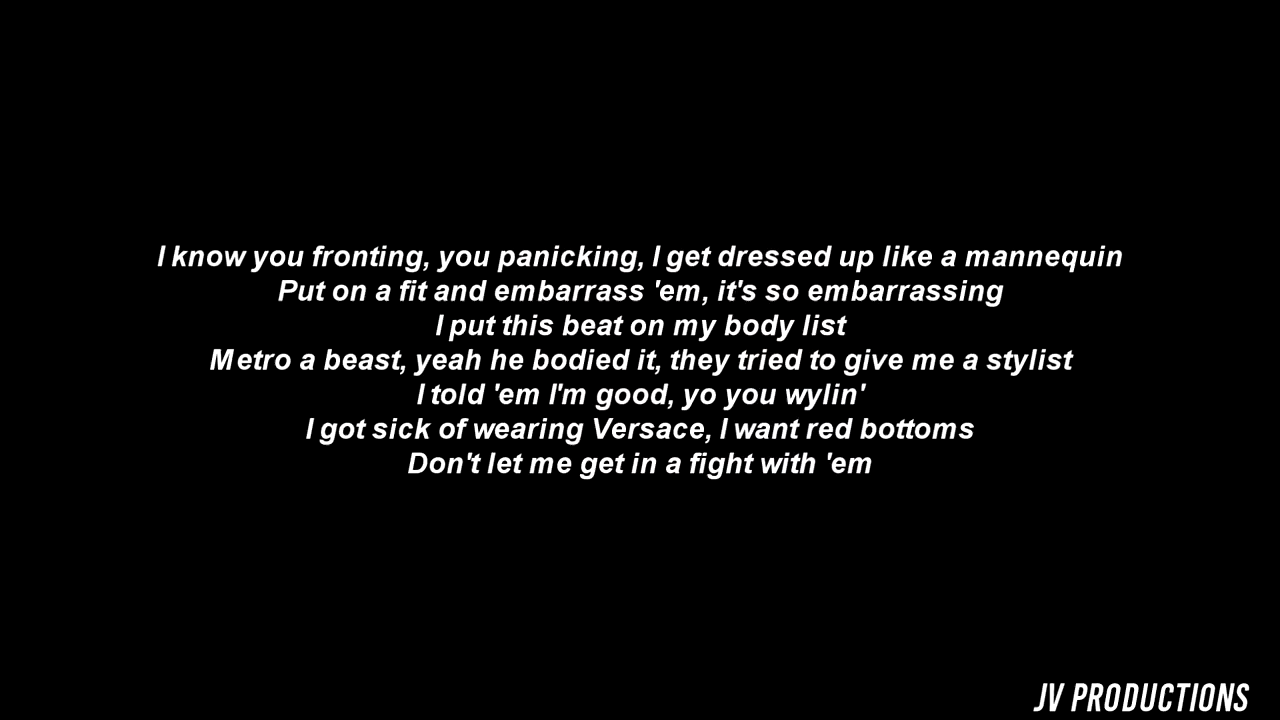 I know you fronting, you panicking, I get dressed up like a mannequin
Put on a fit and embarrass 'em, it's so embarrassing
I put this beat on my body list
Metro a beast, yeah he bodied it, they tried to give me a stylist
I told 'em I'm good, yo you wylin'
I got sick of wearing Versace, I want red bottoms
Don't let me get in a fight with 'em
JV PRODUCTIONS